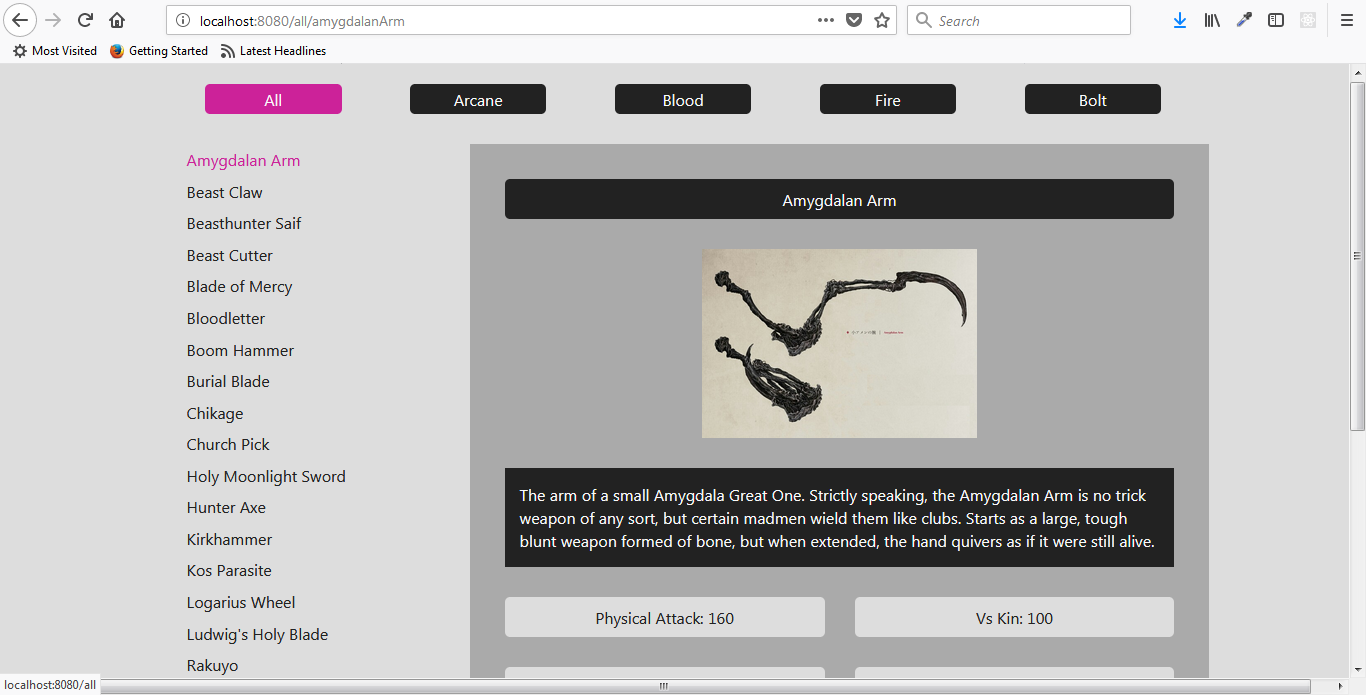 localhost:8080/all/amygdalanArm
Search
Most Visited
Getting Started
Latest Headlines
All
Arcane
Blood
Fire
Bolt
Amygdalan Arm
Beast Claw
Beasthunter Saif
Beast Cutter
Blade of Mercy
Bloodletter
Boom Hammer
Burial Blade
Chikage
Church Pick
Holy Moonlight Sword
Hunter Axe
Kirkhammer
Kos Parasite
Logarius Wheel
Ludwig's Holy Blade
Rakuyo
Amygdalan Arm
The arm of a small Amygdala Great One. Strictly speaking, the Amygdalan Arm is no trick
weapon of any sort, but certain madmen wield them like clubs. Starts as a large, tough
blunt weapon formed of bone, but when extended, the hand quivers as if it were still alive.
Physical Attack: 160
Vs Kin: 100
localhost:8080/all